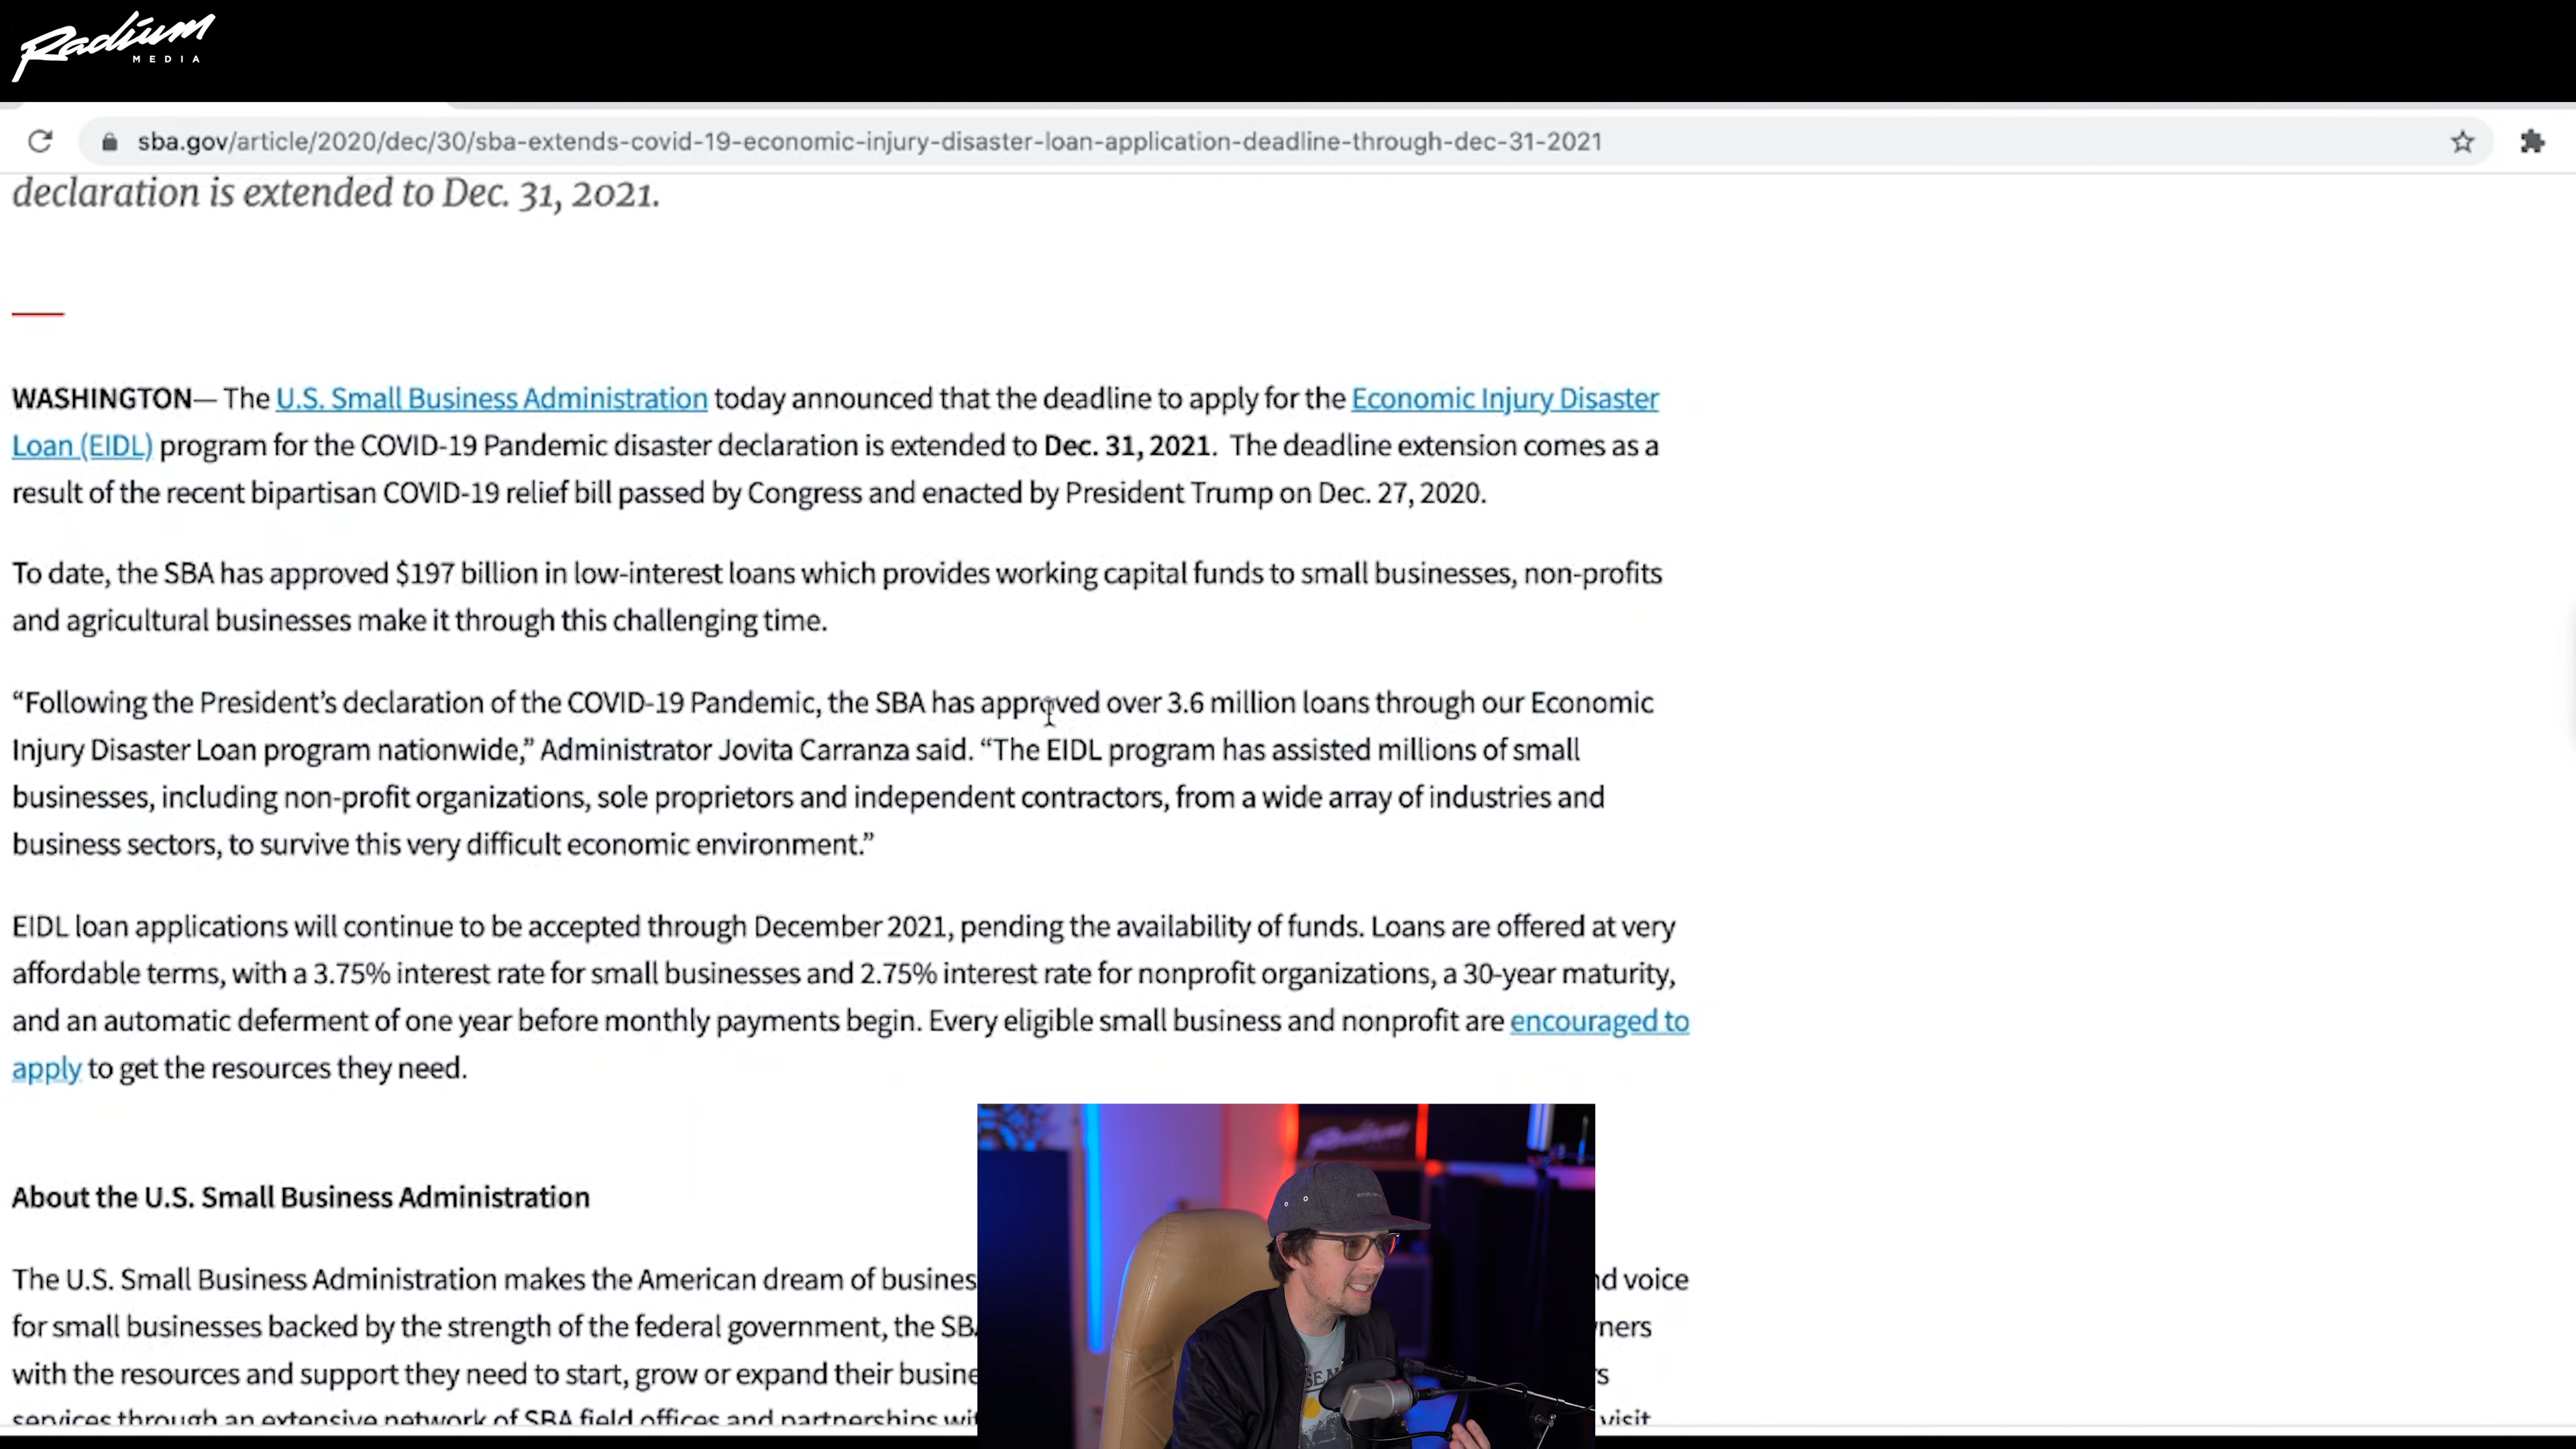 Radium
MEDIA
sba.gov/article/2020/dec/30/sba-extends-covid-19-economic-injury-disaster-loan-application-deadline-through-dec-31-2021
declaration is extended to Dec. 31, 2021.
WASHINGTON— The U.S. Small Business Administration today announced that the deadline to apply for the Economic Injury Disaster
Loan (EIDL) program for the COVID-19 Pandemic disaster declaration is extended to Dec. 31, 2021. The deadline extension comes as a
result of the recent bipartisan COVID-19 relief bill passed by Congress and enacted by President Trump on Dec. 27, 2020.
To date, the SBA has approved $197 billion in low-interest loans which provides working capital funds to small businesses, non-profits
and agricultural businesses make it through this challenging time.
“Following the President’s declaration of the COVID-19 Pandemic, the SBA has approved over 3.6 million loans through our Economic
Injury Disaster Loan program nationwide,” Administrator Jovita Carranza said. “The EIDL program has assisted millions of small
businesses, including non-profit organizations, sole proprietors and independent contractors, from a wide array of industries and
business sectors, to survive this very difficult economic environment.”
EIDL loan applications will continue to be accepted through December 2021, pending the availability of funds. Loans are offered at very
affordable terms, with a 3.75% interest rate for small businesses and 2.75% interest rate for nonprofit organizations, a 30-year maturity,
and an automatic deferment of one year before monthly payments begin. Every eligible small business and nonprofit are encouraged to
apply to get the resources they need.
Radium
About the U.S. Small Business Administration
The U.S. Small Business Administration makes the American dream of busines nd voice
for small businesses backed by the strength of the federal government, the SBA ners
with the resources and support they need to start, grow or expand their busine s
services through an extensive network of SBA field offices and partnerships wit visit